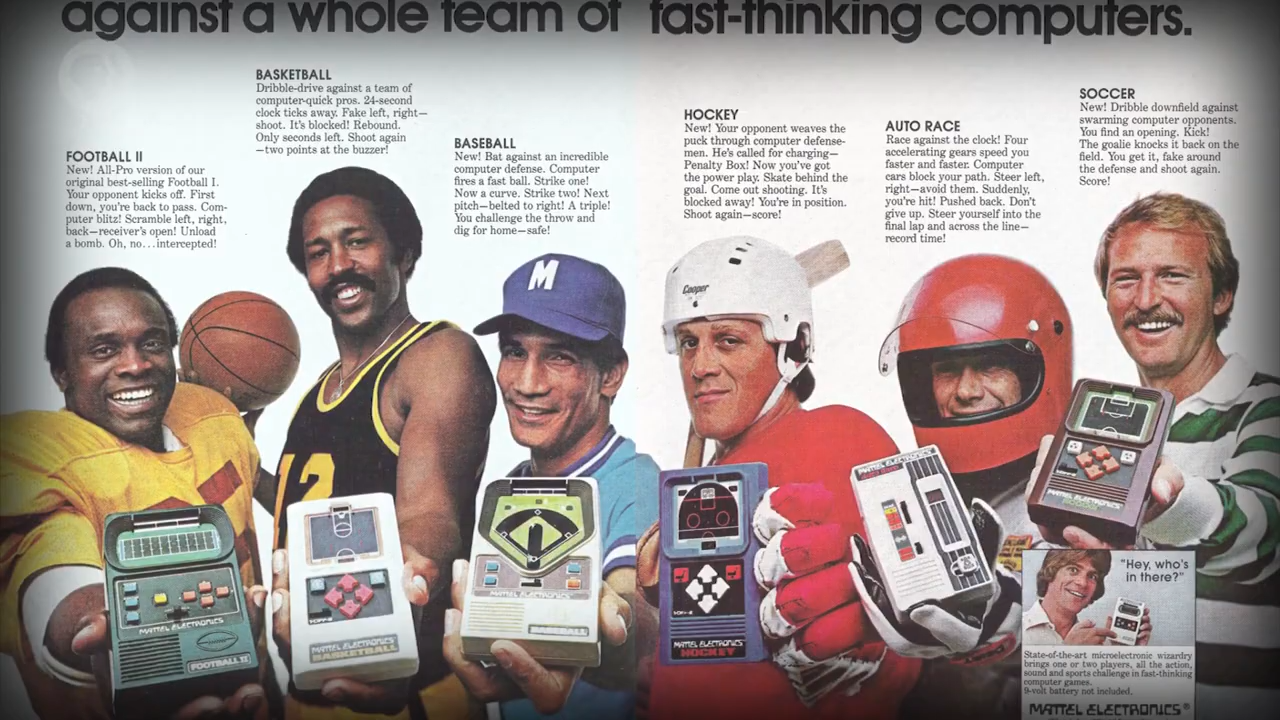 against a whole team of fast-thinking computers.
BASKETBALL
Dribble-drive against a team of
computer-quick pros. 24-second
clock ticks away. Fake left, right—
shoot. It's blocked! Rebound.
Only seconds left. Shoot again
—two points at the buzzer!
FOOTBALL II
New! All-Pro version of our
original best-selling Football I.
Your opponent kicks off. First
down, you're back to pass. Com-
puter blitz! Scramble left, right,
back—receiver's open! Unload
a bomb. Oh, no...intercepted!
BASEBALL
New! Bat against an incredible
computer defense. Computer
fires a fast ball. Strike one!
Now a curve. Strike two! Next
pitch—belted to right! A triple!
You challenge the throw and
dig for home—safe!
HOCKEY
New! Your opponent weaves the
puck through computer defense-
men. He's called for charging—
Penalty Box! Now you've got
the power play. Skate behind the
goal. Come out shooting. It's
blocked away! You're in position.
Shoot again—score!
AUTO RACE
Race against the clock! Four
accelerating gears speed you
faster and faster. Computer
cars block your path. Steer left,
right—avoid them. Suddenly,
you're hit! Pushed back. Don't
give up. Steer yourself into the
final lap and across the line—
record time!
SOCCER
New! Dribble downfield against
swarming computer opponents.
You find an opening. Kick!
The goalie knocks it back on the
field. You get it, fake around
the defense and shoot again.
Score!
M
Cooper
12
MATTEL ELECTRONICS
FOOTBALL II
MATTEL ELECTRONICS
BASKETBALL
MATTEL ELECTRONICS
BASEBALL
MATTEL ELECTRONICS
HOCKEY
MATTEL ELECTRONICS
MATTEL ELECTRONICS
"Hey, who's
in there?"
State-of-the-art microelectronic wizardry
brings one or two players, all the action,
sound and sports challenge in fast-thinking
computer games.
9-volt battery not included.
MATTEL ELECTRONICS®